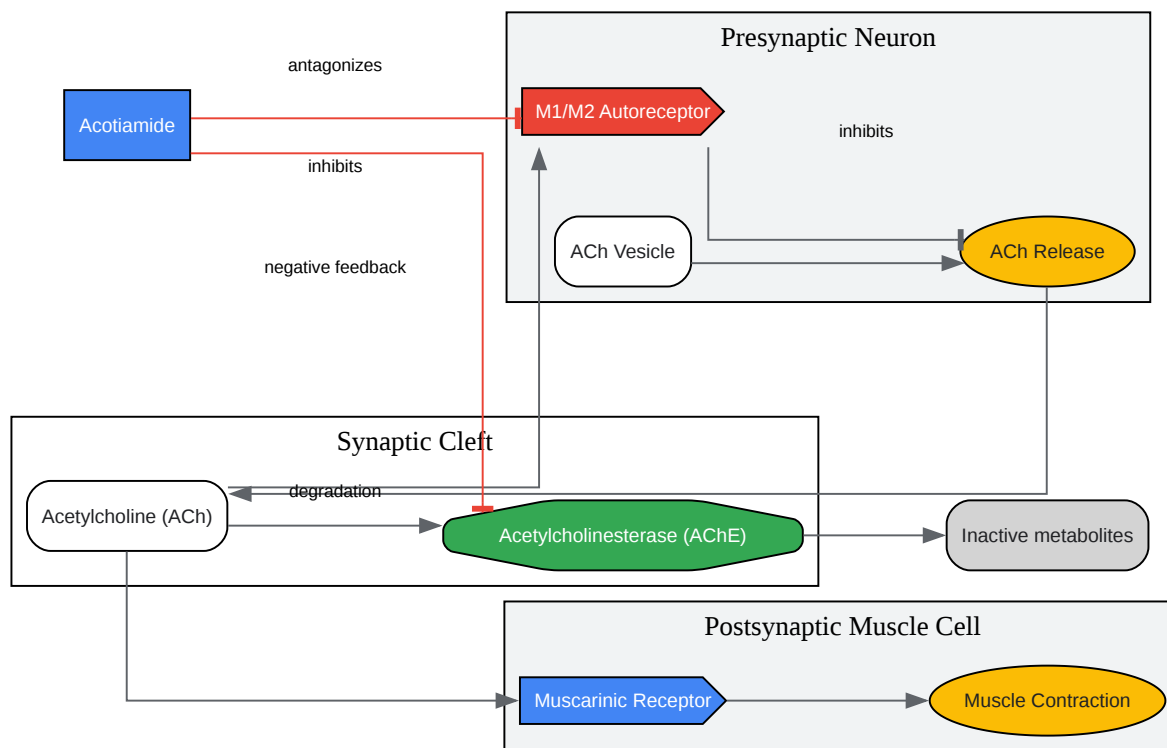 Presynaptic Neuron
antagonizes
Acotiamide
M1/M2 Autoreceptor
inhibits
inhibits
ACh Vesicle
ACh Release
negative feedback
Synaptic Cleft
degradation
Acetylcholine (ACh)
Acetylcholinesterase (AChE)
Inactive metabolites
Postsynaptic Muscle Cell
Muscarinic Receptor
Muscle Contraction